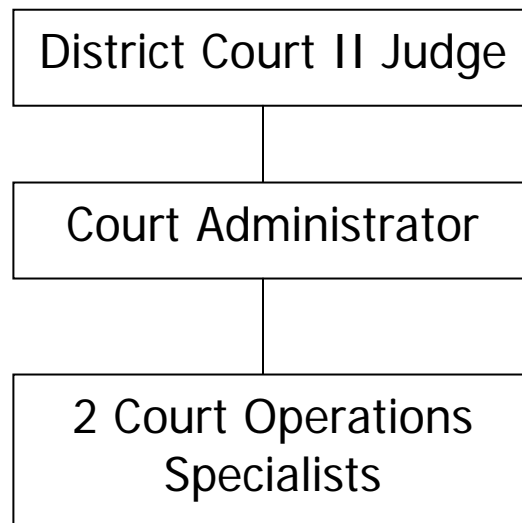 District Court II Judge
Court Administrator
2 Court Operations
Specialists